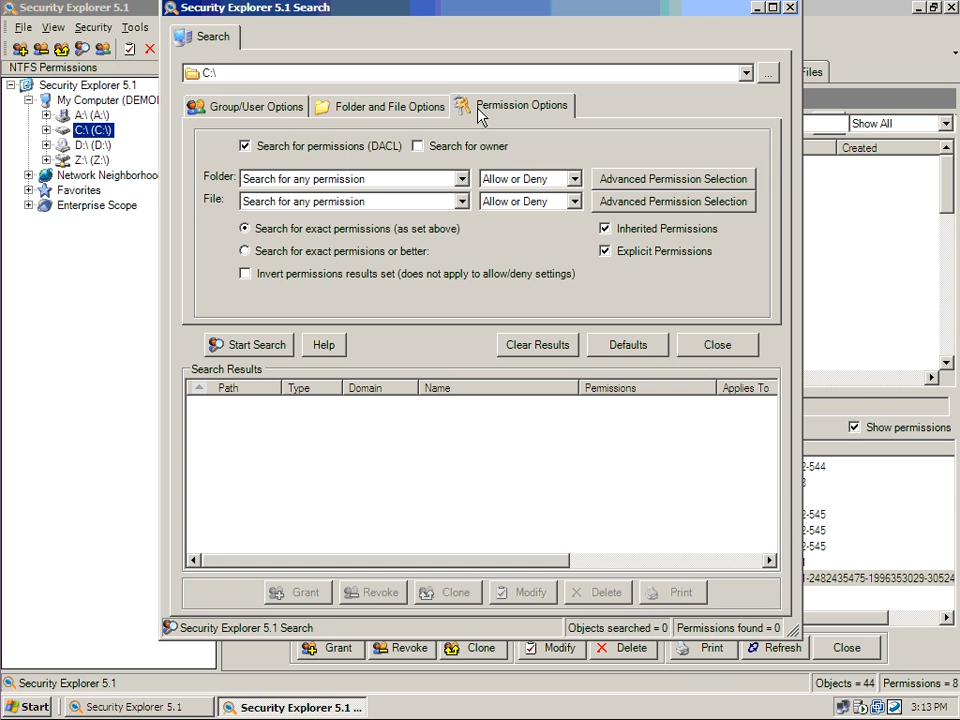 Security Explorer 5.1
File View Security Tools
NTFS Permissions
Security Explorer 5.1
My Computer (DEMO
A:\ (A:\)
C:\ (C:\)
D:\ (D:\)
Z:\ (Z:\)
Network Neighborhoo
Favorites
Enterprise Scope
Security Explorer 5.1 Search
Search
C:\
...
Group/User Options
Folder and File Options
Permission Options
Search for permissions (DACL)
Search for owner
Folder:
Search for any permission
Allow or Deny
Advanced Permission Selection
File:
Search for any permission
Allow or Deny
Advanced Permission Selection
Search for exact permissions (as set above)
Inherited Permissions
Search for exact permisions or better:
Explicit Permissions
Invert permissions results set (does not apply to allow/deny settings)
Start Search
Help
Clear Results
Defaults
Close
Search Results
Path Type Domain Name Permissions Applies To
Grant Revoke Clone Modify Delete Print
Security Explorer 5.1 Search
Objects searched = 0
Permissions found = 0
Files
Show All
Created
Show permissions
2-544
2-545
2-545
2-545
1-2482435475-1996353029-30524
Grant Revoke Clone Modify Delete Print Refresh Close
Security Explorer 5.1
Objects = 44
Permissions = 8
Start
Security Explorer 5.1
Security Explorer 5.1 ...
3:13 PM